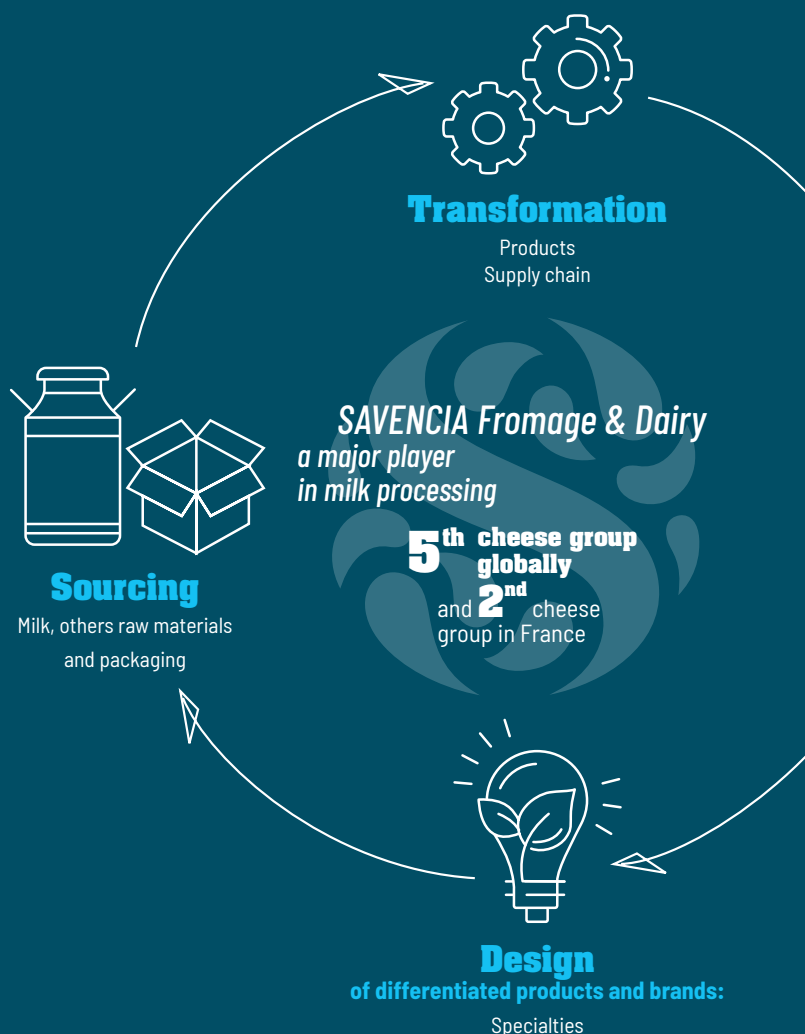 Transformation
Products
Supply chain
SAVENCIA Fromage & Dairy
a major player
in milk processing
5th cheese group
globally
and 2nd cheese
group in France
Sourcing
Milk, others raw materials
and packaging
Design
of differentiated products and brands:
Specialties